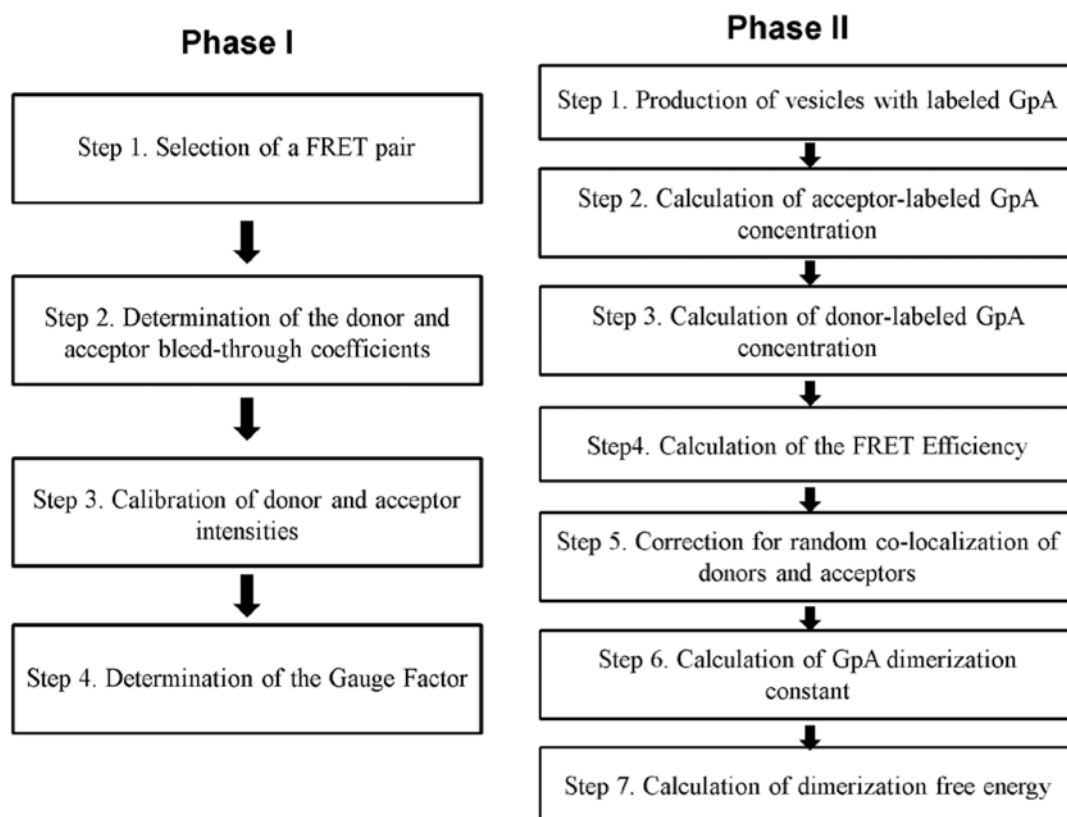 Phase I
Step 1. Selection of a FRET pair
Step 2. Determination of the donor and
acceptor bleed-through coefficients
Step 3. Calibration of donor and acceptor
intensities
Step 4. Determination of the Gauge Factor
Phase II
Step 1. Production of vesicles with labeled GpA
Step 2. Calculation of acceptor-labeled GpA
concentration
Step 3. Calculation of donor-labeled GpA
concentration
Step4. Calculation of the FRET Efficiency
Step 5. Correction for random co-localization of
donors and acceptors
Step 6. Calculation of GpA dimerization
constant
Step 7. Calculation of dimerization free energy